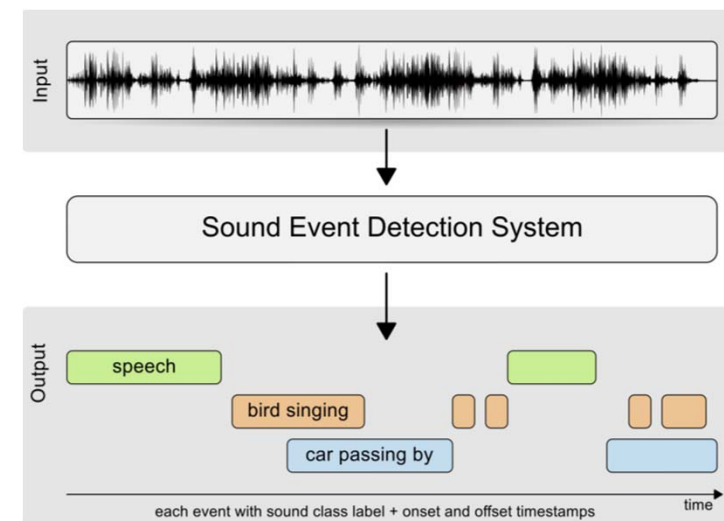 Input
Sound Event Detection System
Output
speech
bird singing
car passing by
time
each event with sound class label + onset and offset timestamps